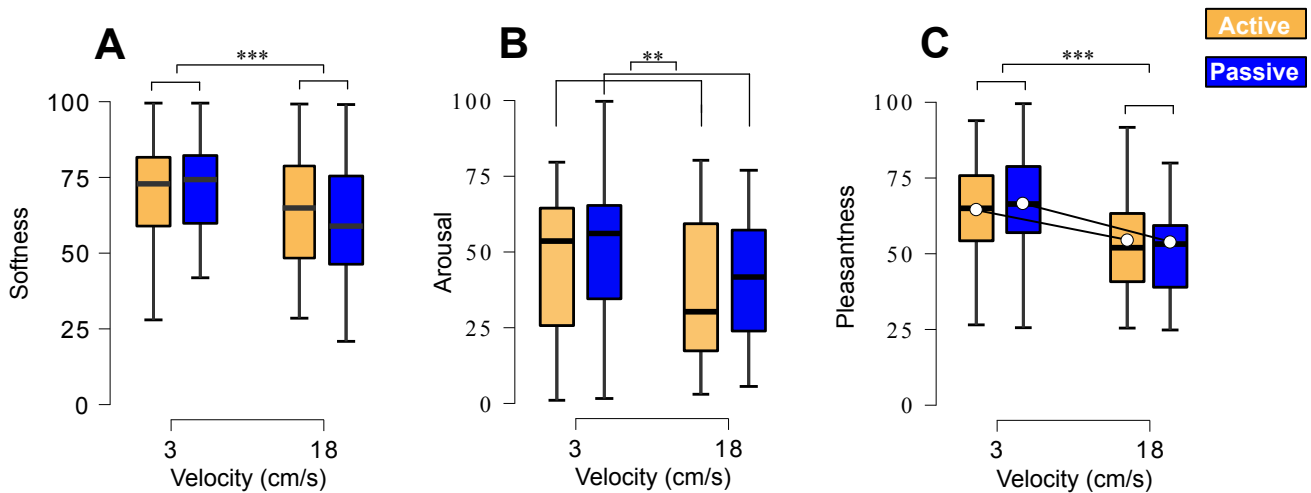 A
***
100
75
50
25
0
Softness
3
18
Velocity (cm/s)
B
**
100
75
50
25
0
Arousal
3
18
Velocity (cm/s)
C
***
100
75
50
25
0
Pleasantness
3
18
Velocity (cm/s)
Active
Passive